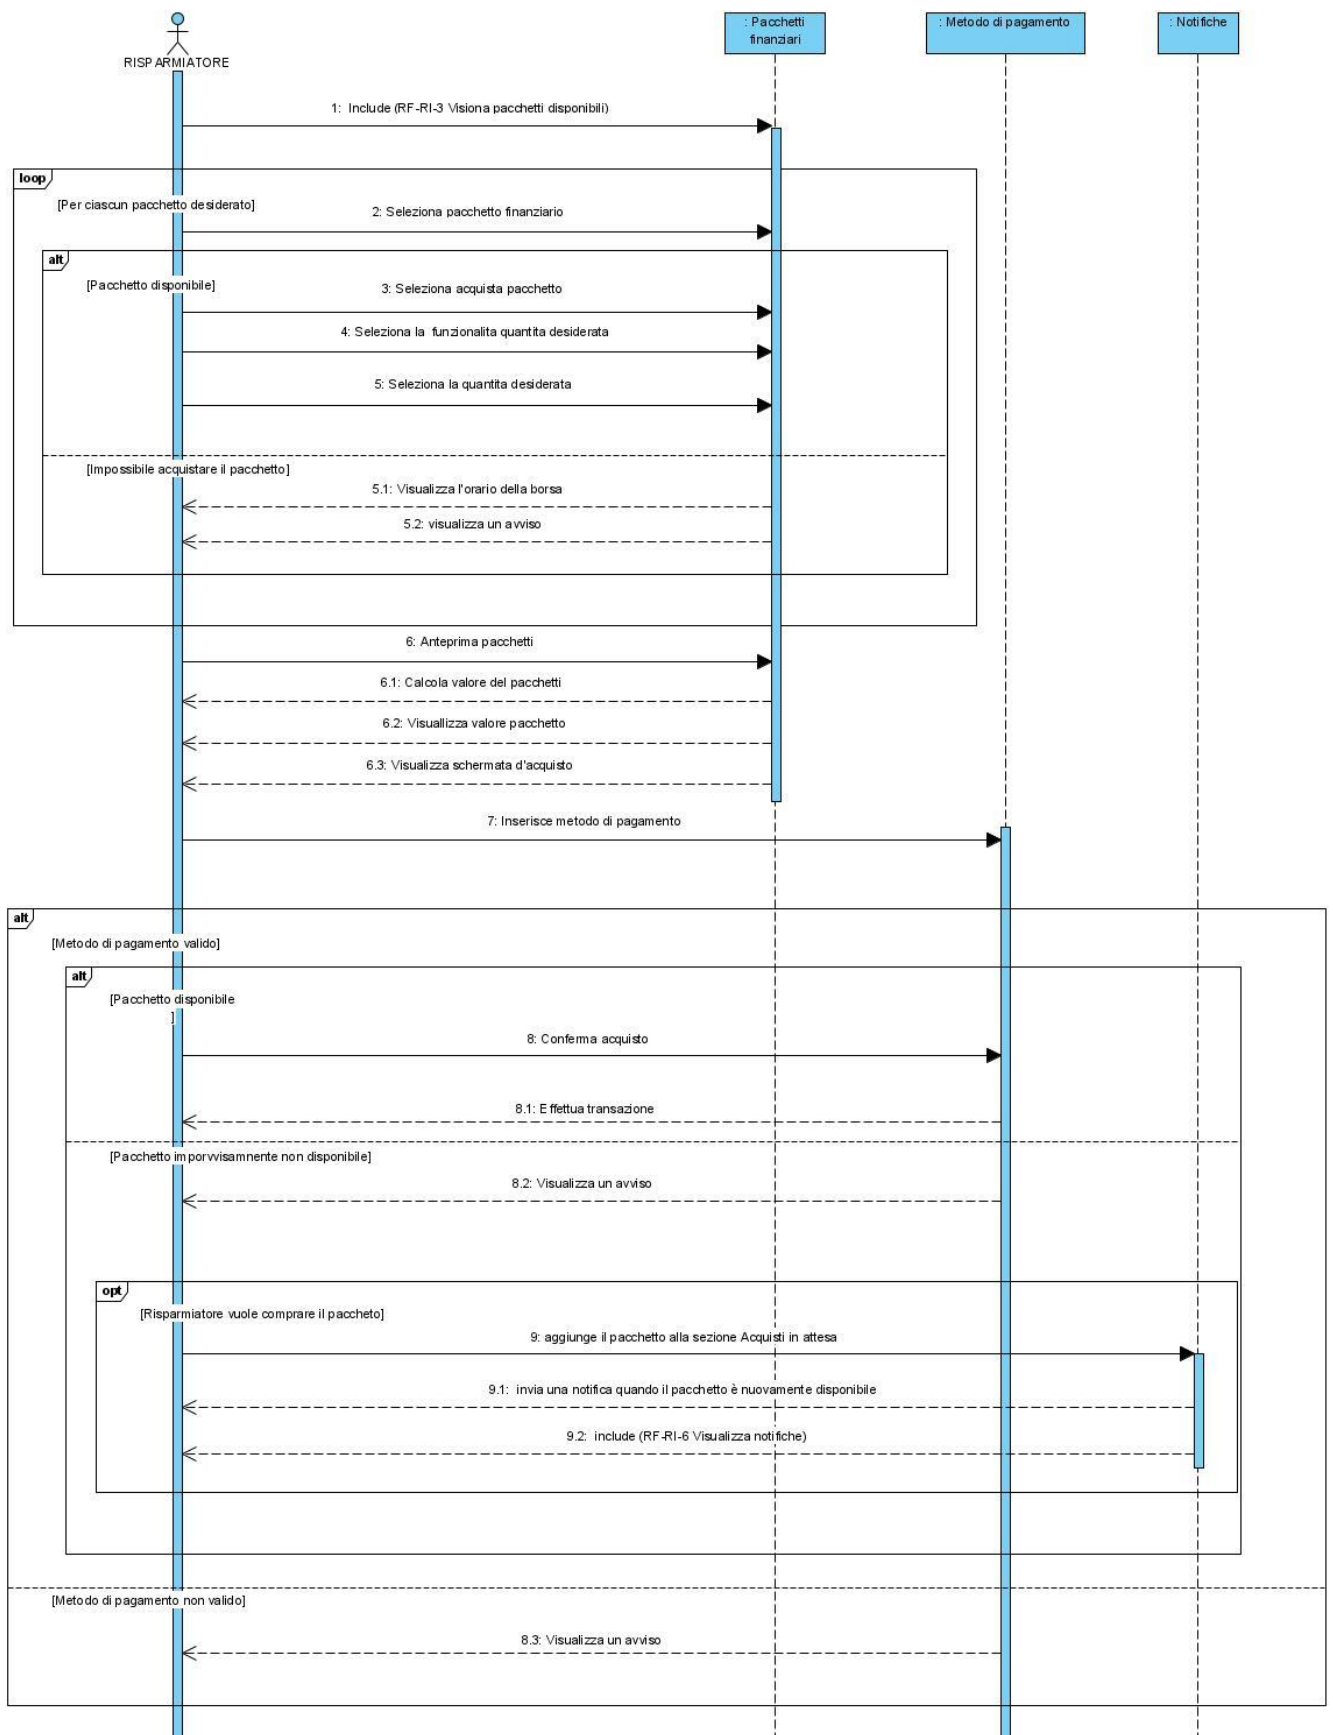 : Pacchetti
finanziari
: Metodo di pagamento
: Notifiche
RISPARMIATORE
1:  Include (RF-RI-3 Visiona pacchetti disponibili)
loop
[Per ciascun pacchetto desiderato]
2: Seleziona pacchetto finanziario
alt
[Pacchetto disponibile]
3: Seleziona acquista pacchetto
4: Seleziona la  funzionalita quantita desiderata
5: Seleziona la quantita desiderata
[Impossibile acquistare il pacchetto]
5.1: Visualizza l'orario della borsa
5.2: visualizza un avviso
6: Anteprima pacchetti
6.1: Calcola valore del pacchetti
6.2: Visuallizza valore pacchetto
6.3: Visualizza schermata d'acquisto
7: Inserisce metodo di pagamento
alt
[Metodo di pagamento valido]
alt
[Pacchetto disponibile
]
8: Conferma acquisto
8.1: Effettua transazione
[Pacchetto imporvvisamnente non disponibile]
8.2: Visualizza un avviso
opt
[Risparmiatore vuole comprare il paccheto]
9: aggiunge il pacchetto alla sezione Acquisti in attesa
9.1:  invia una notifica quando il pacchetto è nuovamente disponibile
9.2:  include (RF-RI-6 Visualizza notifiche)
[Metodo di pagamento non valido]
8.3: Visualizza un avviso